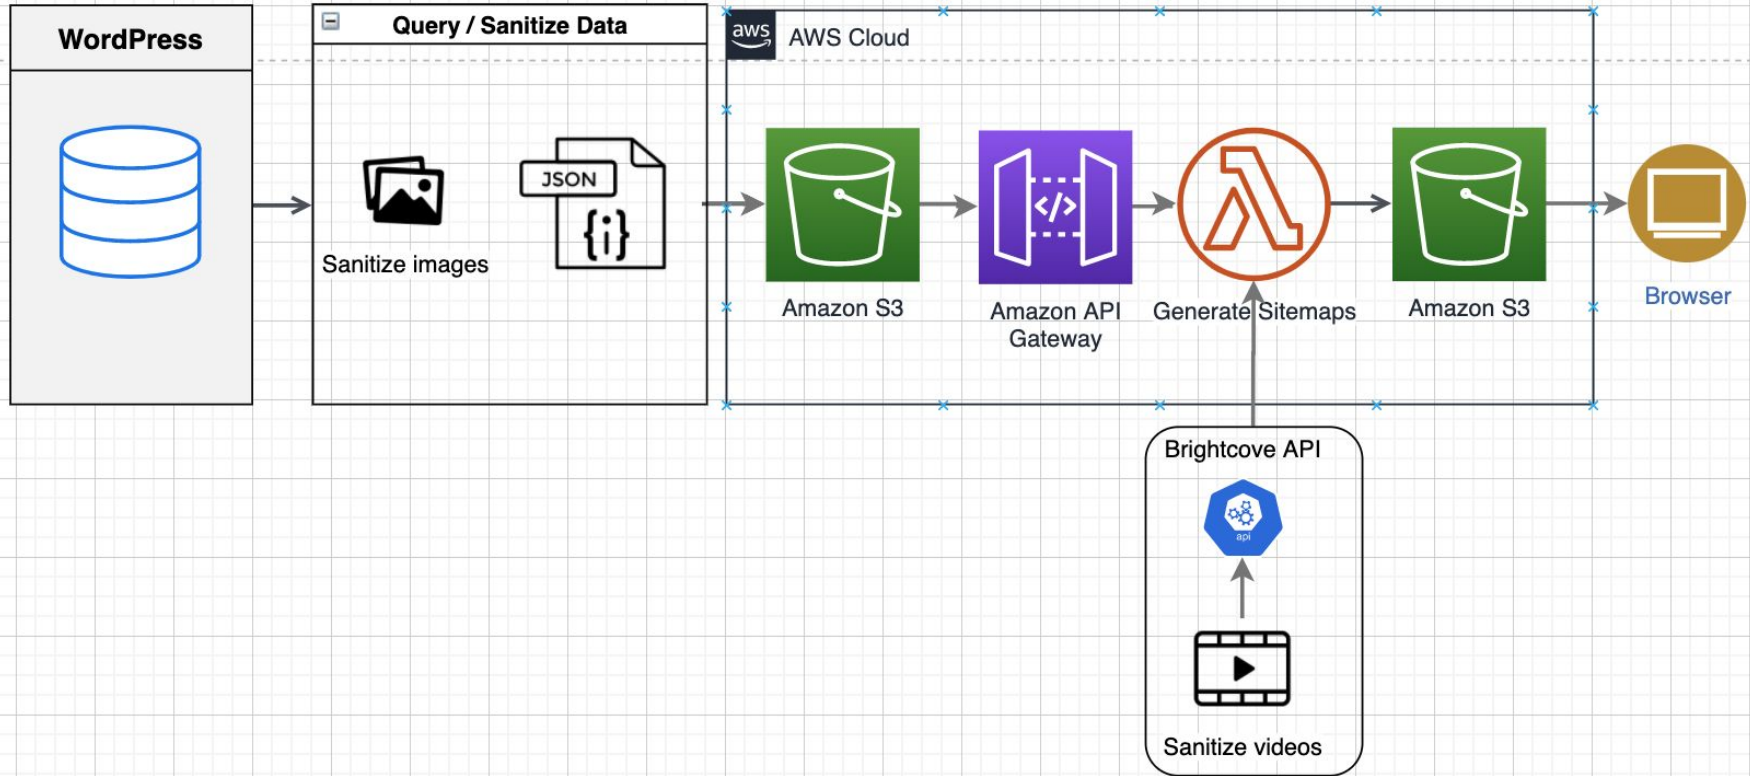 WordPress
Query / Sanitize Data
aws
AWS Cloud
JSON
{i}
Sanitize images
</>
Amazon S3
Amazon API
Gateway
Generate Sitemaps
Amazon S3
Browser
Brightcove API
api
Sanitize videos